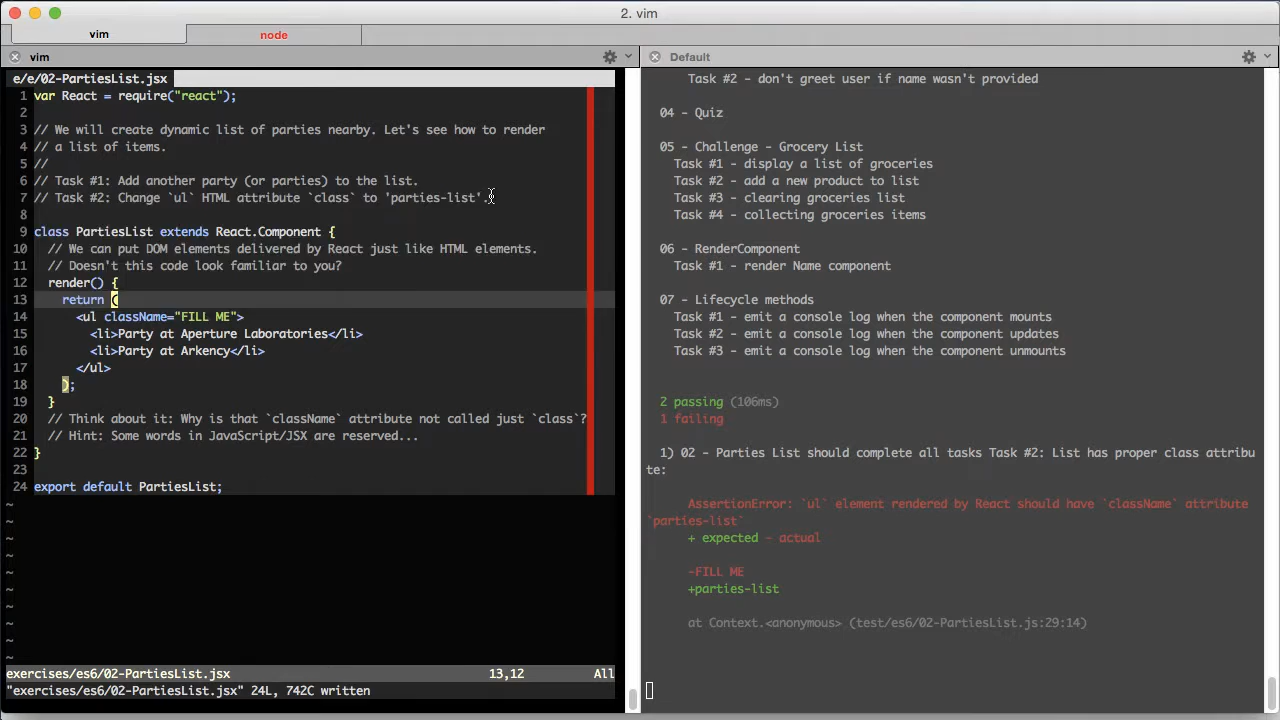 2. vim
vim
node
vim
e/e/02-PartiesList.jsx
1 var React = require("react");
2
3 // We will create dynamic list of parties nearby. Let's see how to render
4 // a list of items.
5 //
6 // Task #1: Add another party (or parties) to the list.
7 // Task #2: Change `ul` HTML attribute `class` to 'parties-list'.
8
9 class PartiesList extends React.Component {
10 // We can put DOM elements delivered by React just like HTML elements.
11 // Doesn't this code look familiar to you?
12 render() {
13 return (
14 <ul className="FILL ME">
15 <li>Party at Aperture Laboratories</li>
16 <li>Party at Arkency</li>
17 </ul>
18 );
19 }
20 // Think about it: Why is that `className` attribute not called just `class`?
21 // Hint: Some words in JavaScript/JSX are reserved...
22 }
23
24 export default PartiesList;
~
~
~
~
~
~
~
~
~
~
exercises/es6/02-PartiesList.jsx 13,12 All
"exercises/es6/02-PartiesList.jsx" 24L, 742C written
Default
Task #2 - don't greet user if name wasn't provided
04 - Quiz
05 - Challenge - Grocery List
Task #1 - display a list of groceries
Task #2 - add a new product to list
Task #3 - clearing groceries list
Task #4 - collecting groceries items
06 - RenderComponent
Task #1 - render Name component
07 - Lifecycle methods
Task #1 - emit a console log when the component mounts
Task #2 - emit a console log when the component updates
Task #3 - emit a console log when the component unmounts
2 passing (106ms)
1 failing
1) 02 - Parties List should complete all tasks Task #2: List has proper class attribu
te:
AssertionError: `ul` element rendered by React should have `className` attribute
`parties-list`
+ expected - actual
-FILL ME
+parties-list
at Context.<anonymous> (test/es6/02-PartiesList.js:29:14)